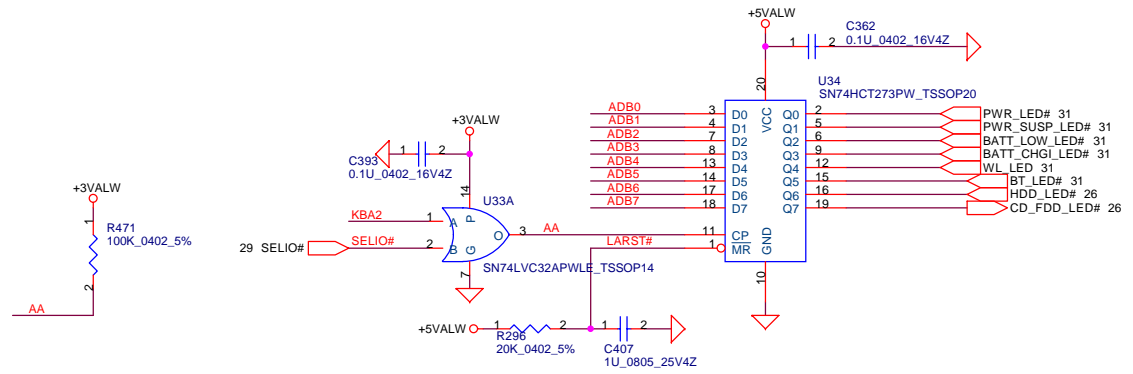 +5VALW
C362
1
2
0.1U_0402_16V4Z
20
U34
SN74HCT273PW_TSSOP20
VCC
ADB0 3 D0 Q0 2 PWR_LED# 31
ADB1 4 D1 Q1 5 PWR_SUSP_LED# 31
ADB2 7 D2 Q2 6 BATT_LOW_LED# 31
ADB3 8 D3 Q3 9 BATT_CHGI_LED# 31
ADB4 13 D4 Q4 12 WL_LED 31
ADB5 14 D5 Q5 15 BT_LED# 31
ADB6 17 D6 Q6 16 HDD_LED# 26
ADB7 18 D7 Q7 19 CD_FDD_LED# 26
11 CP
1 MR
GND
10
+3VALW
1
2
C393
0.1U_0402_16V4Z
14
U33A
KBA2 1 A P
O 3 AA
29 SELIO# SELIO# 2 B G
7
SN74LVC32APWLE_TSSOP14
LARST#
+3VALW
1
R471
100K_0402_5%
2
AA
+5VALW 1 2 1 2
R296
20K_0402_5%
C407
1U_0805_25V4Z